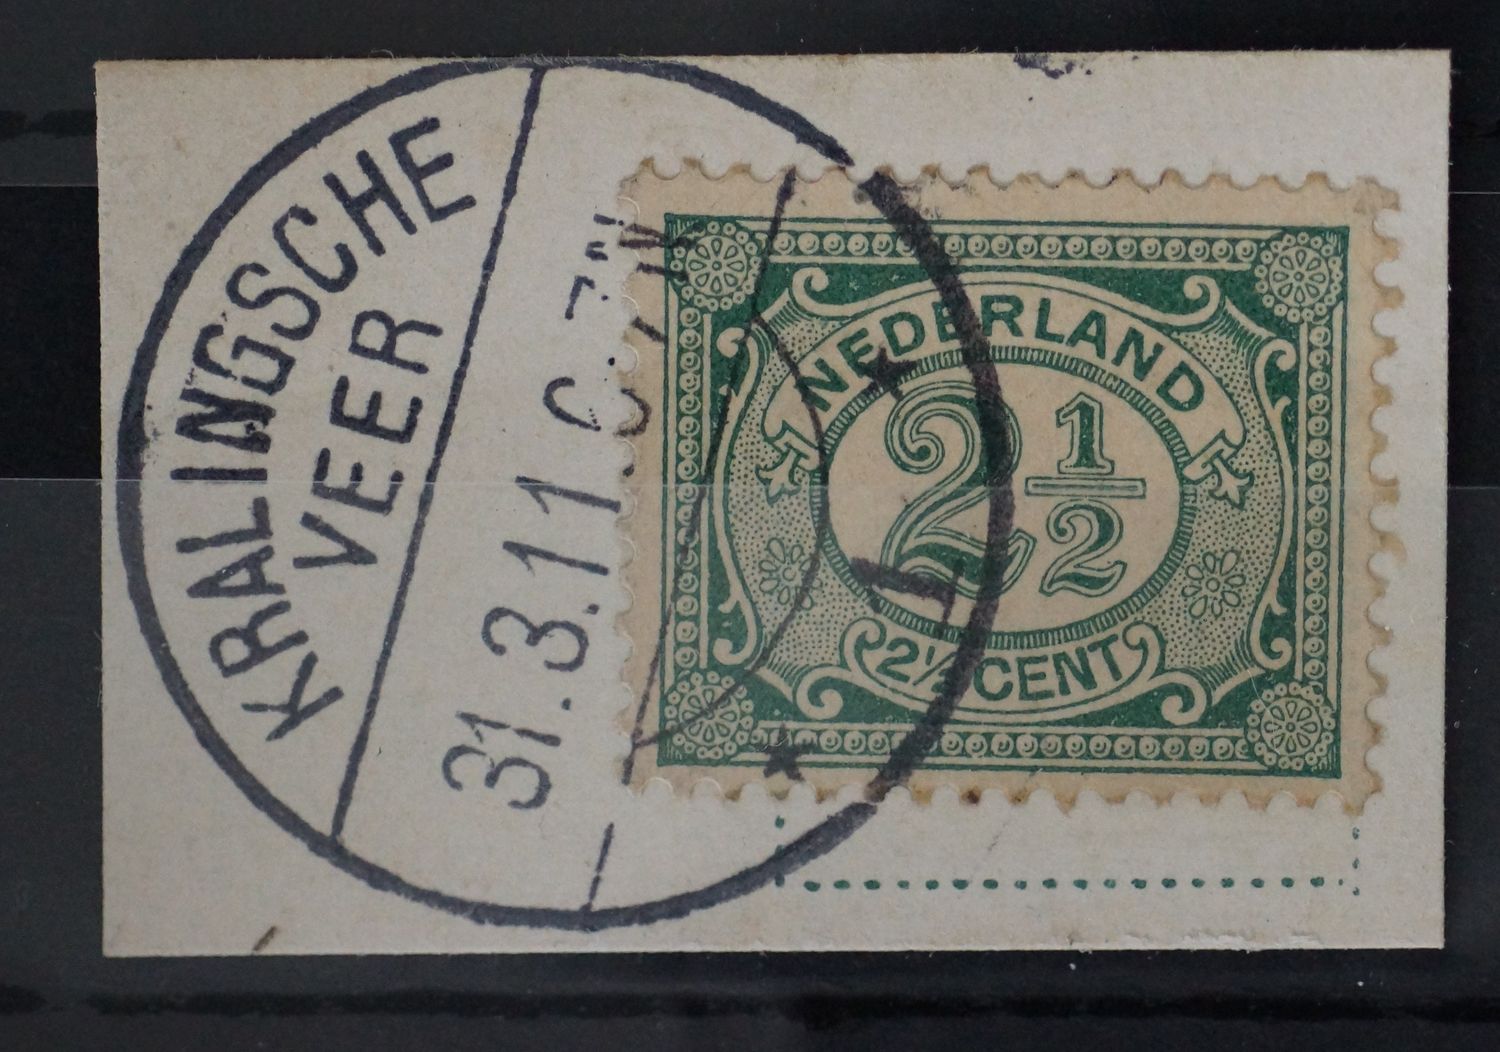 KRALINGSCHE
VEER
31.3.11
NEDERLAND
2 1/2
2½ CENT